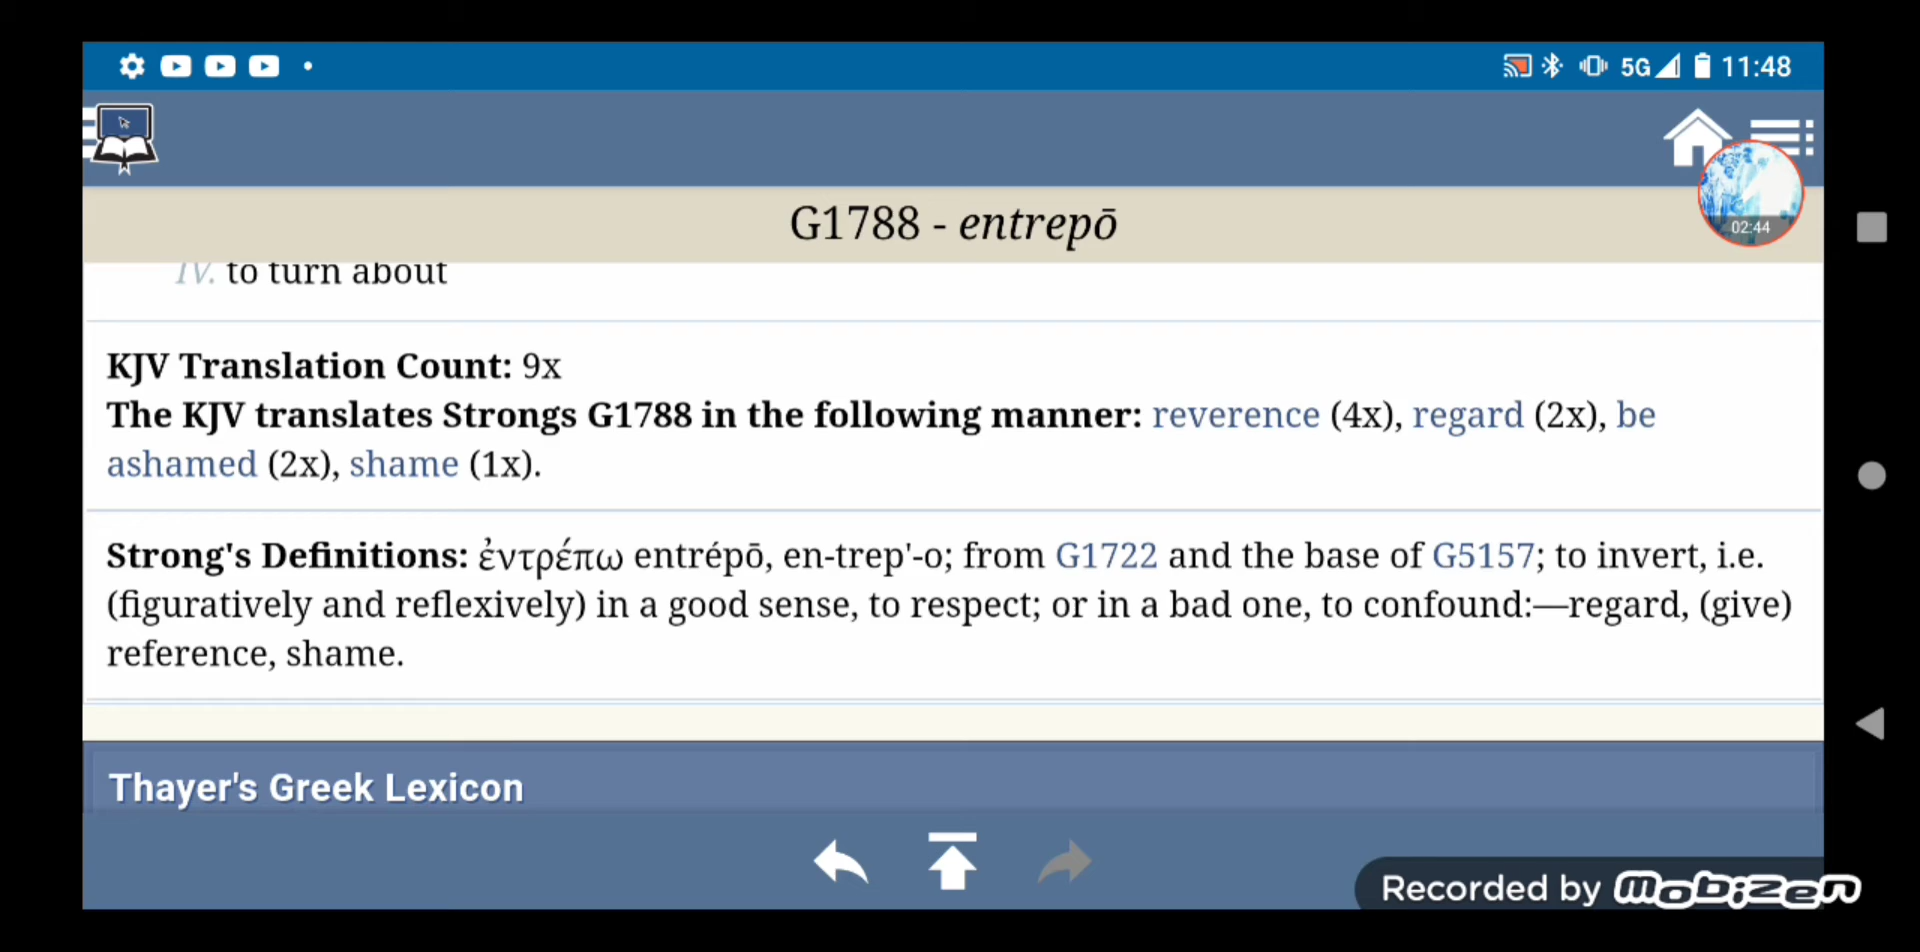 5G 11:48
G1788 - entrepō
02:44
IV. to turn about
KJV Translation Count: 9x
The KJV translates Strongs G1788 in the following manner: reverence (4x), regard (2x), be
ashamed (2x), shame (1x).
Strong's Definitions: ἐντρέπω entrépō, en-trep'-o; from G1722 and the base of G5157; to invert, i.e.
(figuratively and reflexively) in a good sense, to respect; or in a bad one, to confound:—regard, (give)
reference, shame.
Thayer's Greek Lexicon
Recorded by mobizen